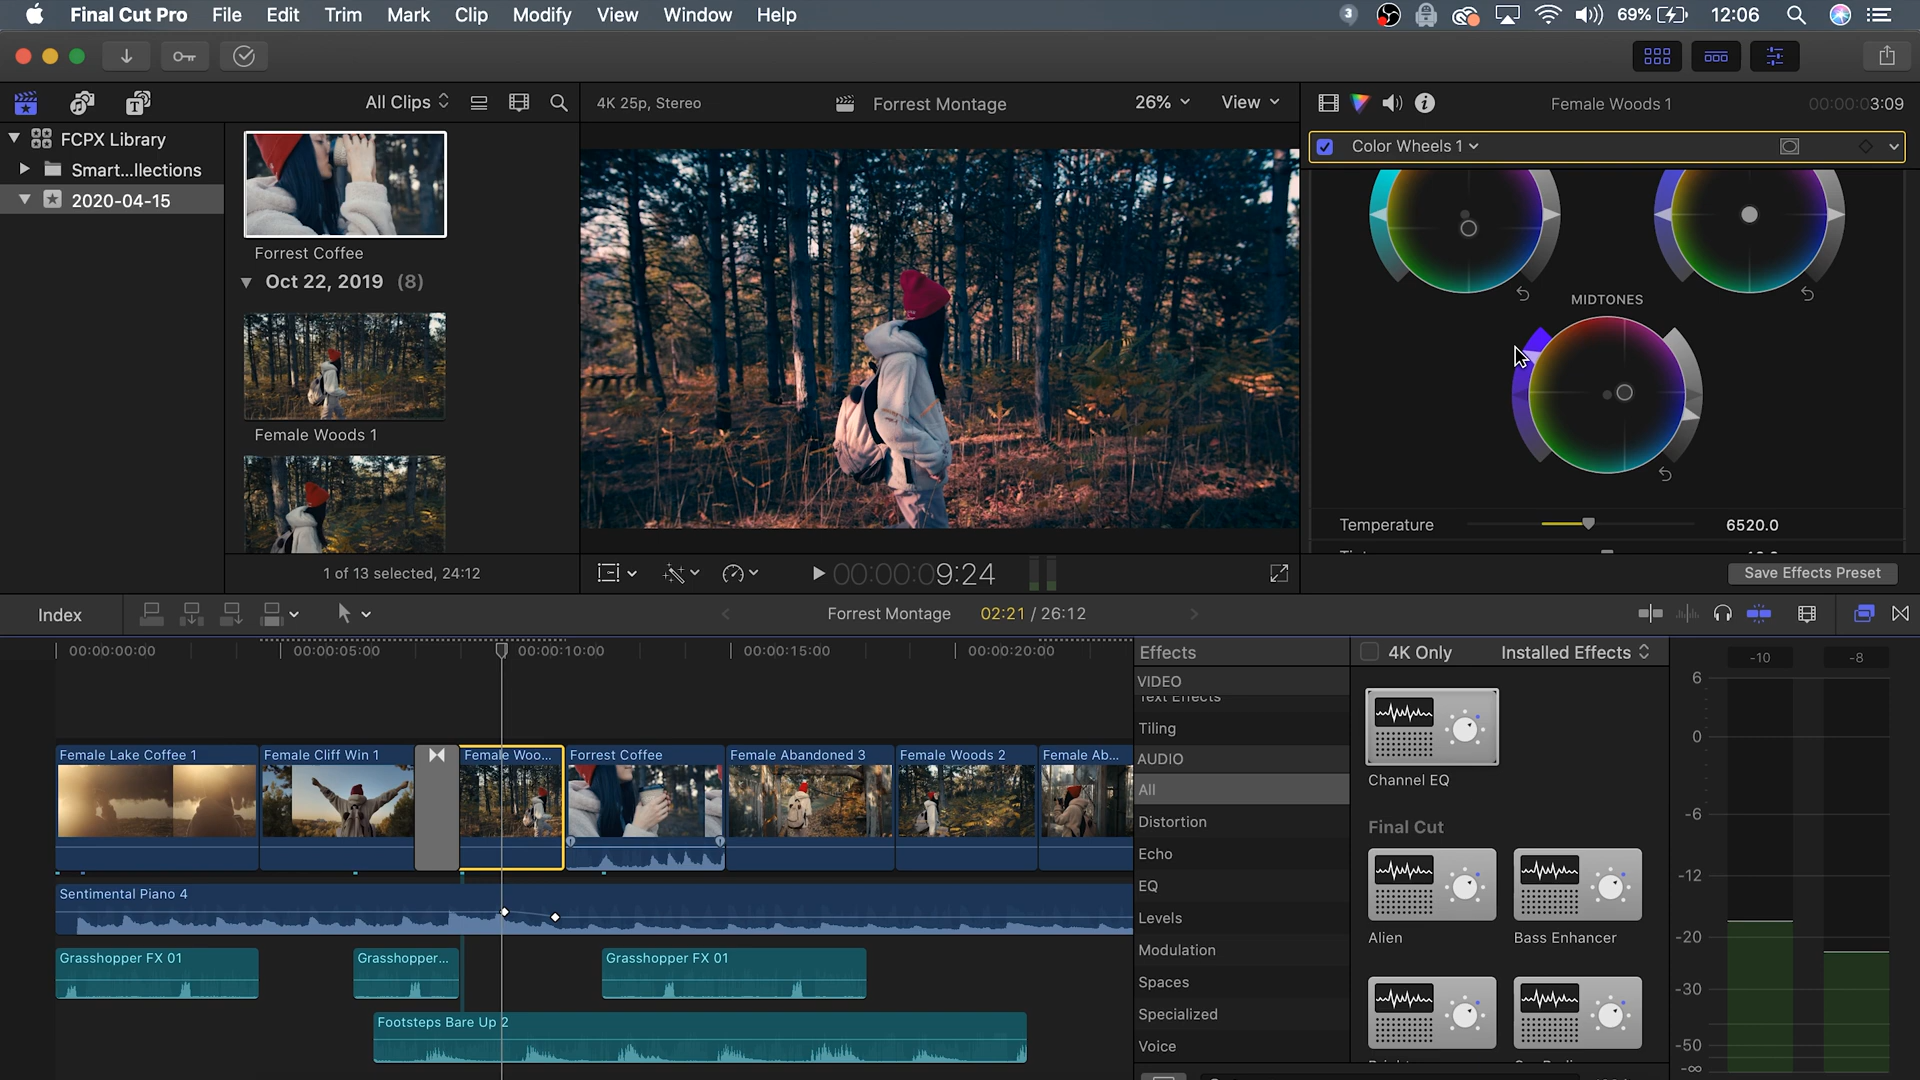 Final Cut Pro File Edit Trim Mark Clip Modify View Window Help
3 69% 12:06
All Clips
4K 25p, Stereo
Forrest Montage
26% View
Female Woods 1
00:00:03:09
FCPX Library
Smart...llections
2020-04-15
Forrest Coffee
Oct 22, 2019 (8)
Female Woods 1
1 of 13 selected, 24:12
Color Wheels 1
MIDTONES
Temperature 6520.0
Save Effects Preset
00:00:09:24
Index
Forrest Montage 02:21 / 26:12
00:00:00:00 00:00:05:00 00:00:10:00 00:00:15:00 00:00:20:00
Female Lake Coffee 1
Female Cliff Win 1
Female Woo...
Forrest Coffee
Female Abandoned 3
Female Woods 2
Female Ab...
Sentimental Piano 4
Grasshopper FX 01
Grasshopper...
Grasshopper FX 01
Footsteps Bare Up 2
Effects
VIDEO
Text Effects
Tiling
AUDIO
All
Distortion
Echo
EQ
Levels
Modulation
Spaces
Specialized
Voice
4K Only Installed Effects
Channel EQ
Final Cut
Alien
Bass Enhancer
-10 -8
6
0
-6
-12
-20
-30
-50
-∞